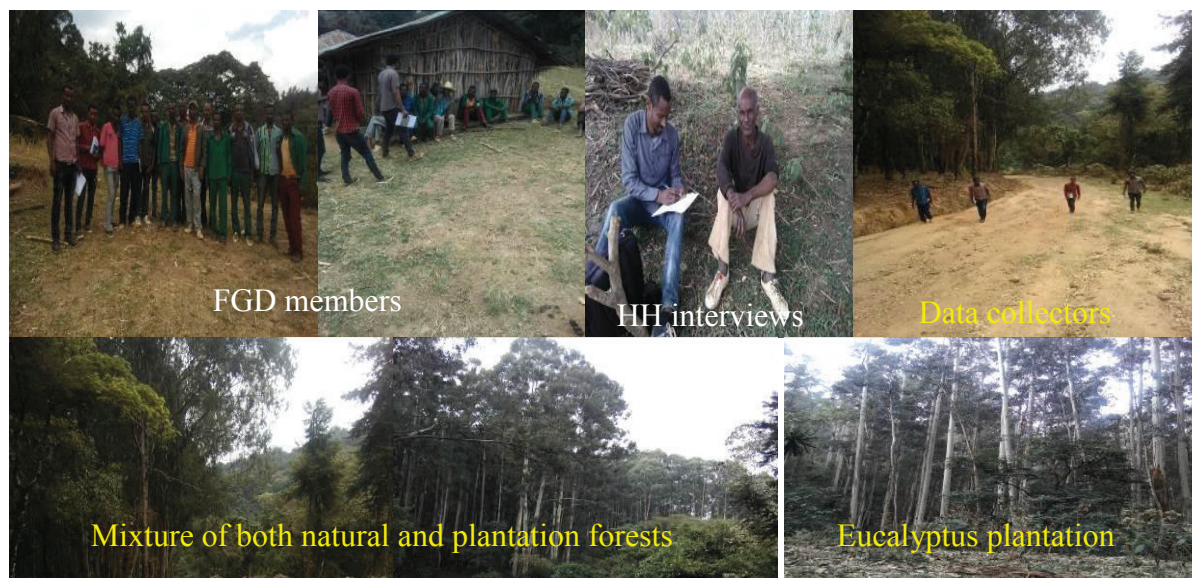 FGD members
HH interviews
Data collectors
Mixture of both natural and plantation forests
Eucalyptus plantation